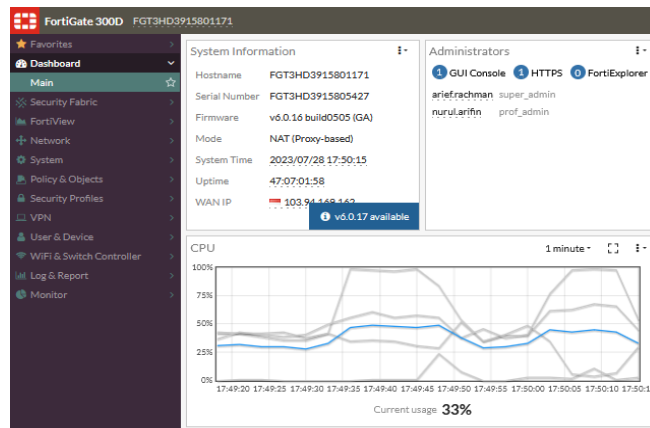 FortiGate 300D FGT3HD3915801171
Favorites
Dashboard
Main
Security Fabric
FortiView
Network
System
Policy & Objects
Security Profiles
VPN
User & Device
WiFi & Switch Controller
Log & Report
Monitor
System Information
Hostname FGT3HD3915801171
Serial Number FGT3HD3915805427
Firmware v6.0.16 build0505 (GA)
Mode NAT (Proxy-based)
System Time 2023/07/28 17:50:15
Uptime 47:07:01:58
WAN IP 103.94.169.162
v6.0.17 available
Administrators
1 GUI Console 1 HTTPS 0 FortiExplorer
arief.rachman super_admin
nurul.arifin prof_admin
CPU 1 minute
100%
75%
50%
25%
0%
17:49:20 17:49:25 17:49:30 17:49:35 17:49:40 17:49:45 17:49:50 17:49:55 17:50:00 17:50:05 17:50:10 17:50:1
Current usage 33%